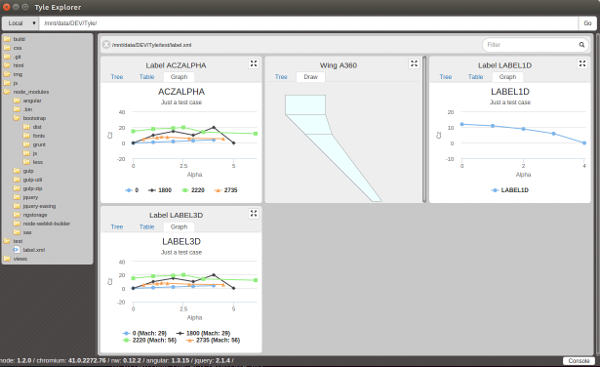 Tyle Explorer
Local /mnt/data/DEV/Tyle/ Go
build
css
.git
html
img
js
node_modules
angular
.bin
bootstrap
dist
fonts
grunt
js
less
gulp
gulp-util
gulp-zip
jquery
jquery-easing
ngstorage
node-webkit-builder
sax
test
label.xml
views
/mnt/data/DEV/Tyle/test/label.xml
Filter
Label ACZALPHA
Tree Table Graph
ACZALPHA
Just a test case
Cz
40
20
0
-20
0 2.5 5
Alpha
0 1800 2220 2735
Wing A360
Tree Draw
Label LABEL1D
Tree Table Graph
LABEL1D
Just a test case
Cz
20
10
0
-10
0 2 4
LABEL1D
Label LABEL3D
Tree Table Graph
LABEL3D
Just a test case
Cz
40
20
0
-20
0 2.5 5
Alpha
0 (Mach: 29) 1800 (Mach: 29)
2220 (Mach: 56) 2735 (Mach: 56)
node: 1.2.0 / chromium: 41.0.2272.76 / nw: 0.12.2 / angular: 1.3.15 / jquery: 2.1.4 /
Console